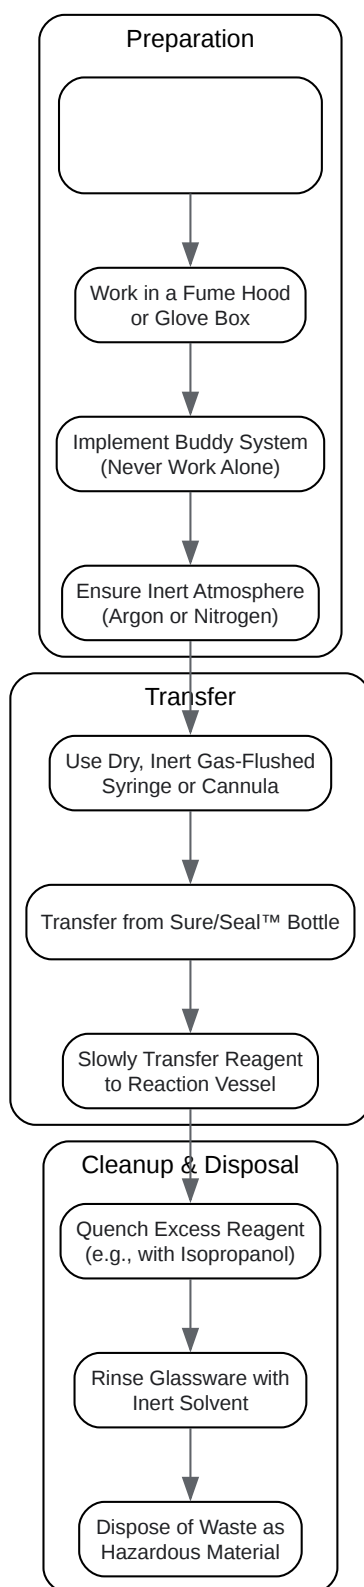 Preparation
Work in a Fume Hood
or Glove Box
Implement Buddy System
(Never Work Alone)
Ensure Inert Atmosphere
(Argon or Nitrogen)
Transfer
Use Dry, Inert Gas-Flushed
Syringe or Cannula
Transfer from Sure/Seal™ Bottle
Slowly Transfer Reagent
to Reaction Vessel
Cleanup & Disposal
Quench Excess Reagent
(e.g., with Isopropanol)
Rinse Glassware with
Inert Solvent
Dispose of Waste as
Hazardous Material